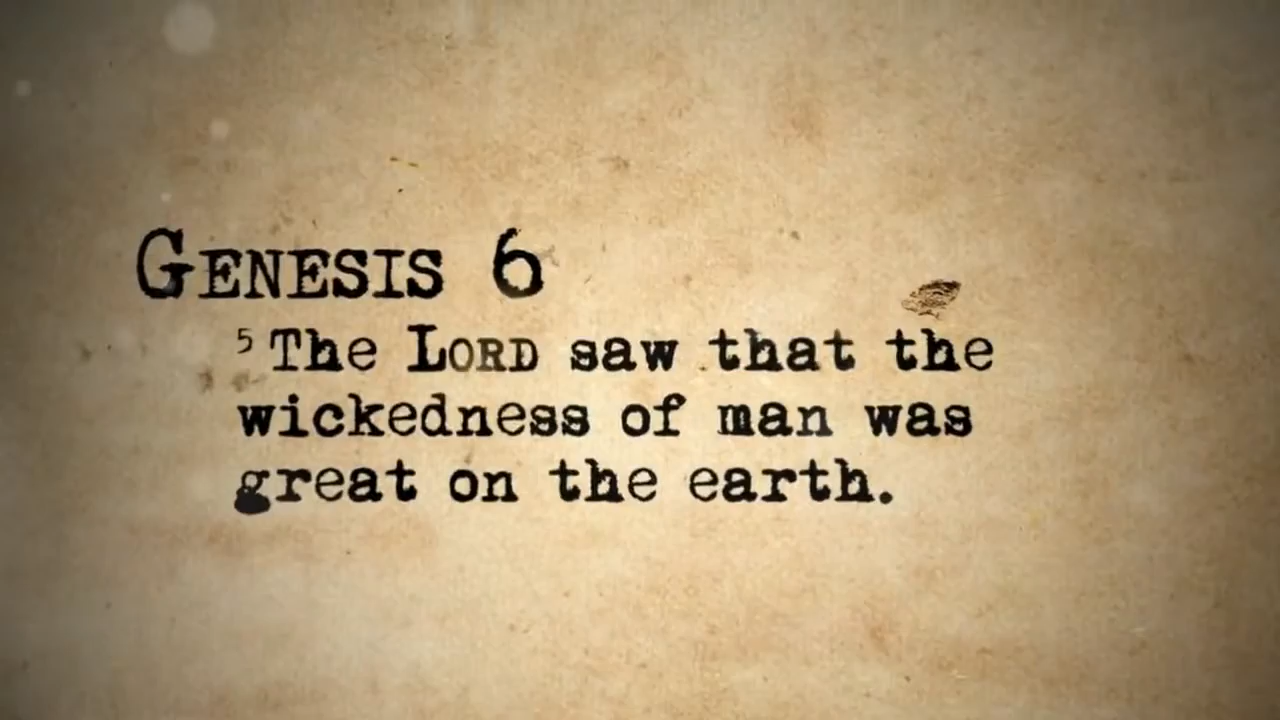 GENESIS 6
5 The LORD saw that the
wickedness of man was
great on the earth.